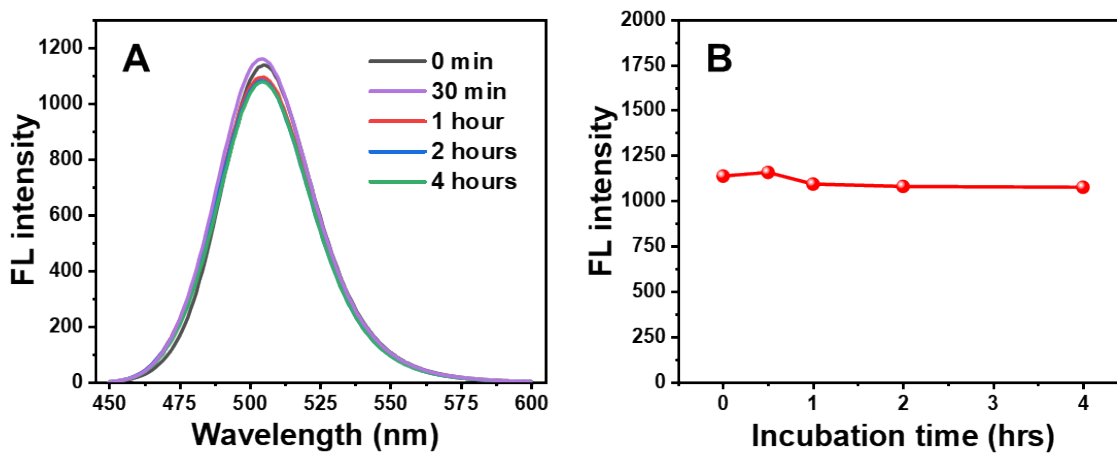 A
0 min
30 min
1 hour
2 hours
4 hours
1200
1000
800
600
400
200
0
FL intensity
450 475 500 525 550 575 600
Wavelength (nm)
B
2000
1750
1500
1250
1000
750
500
250
0
FL intensity
0 1 2 3 4
Incubation time (hrs)